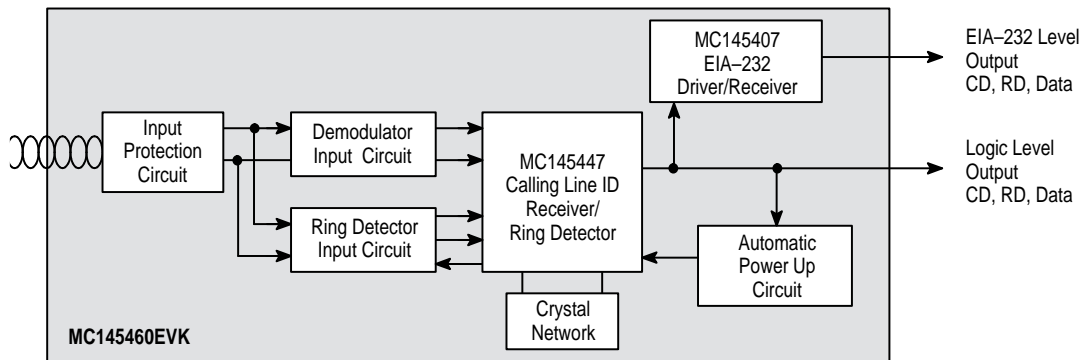 MC145407
EIA–232
Driver/Receiver
EIA–232 Level
Output
CD, RD, Data
Input
Protection
Circuit
Demodulator
Input Circuit
MC145447
Calling Line ID
Receiver/
Ring Detector
Logic Level
Output
CD, RD, Data
Ring Detector
Input Circuit
Automatic
Power Up
Circuit
Crystal
Network
MC145460EVK